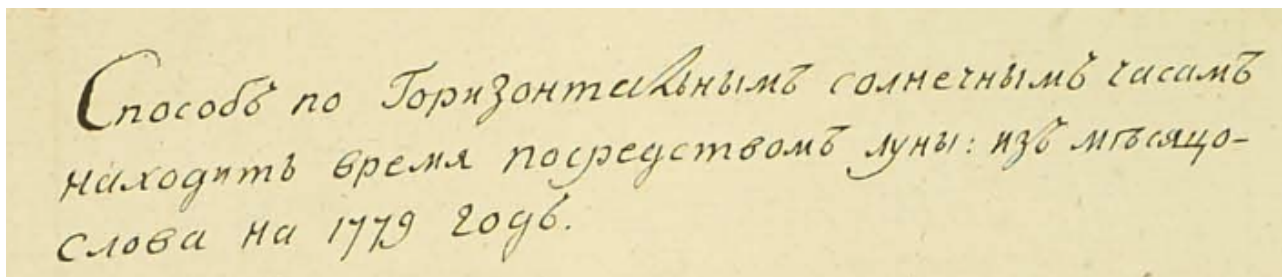 Способъ по Горизонтальнымъ солнечнымъ часамъ
находить время посредствомъ луны: изъ мѣсяцо-
слова на 1779 годъ.